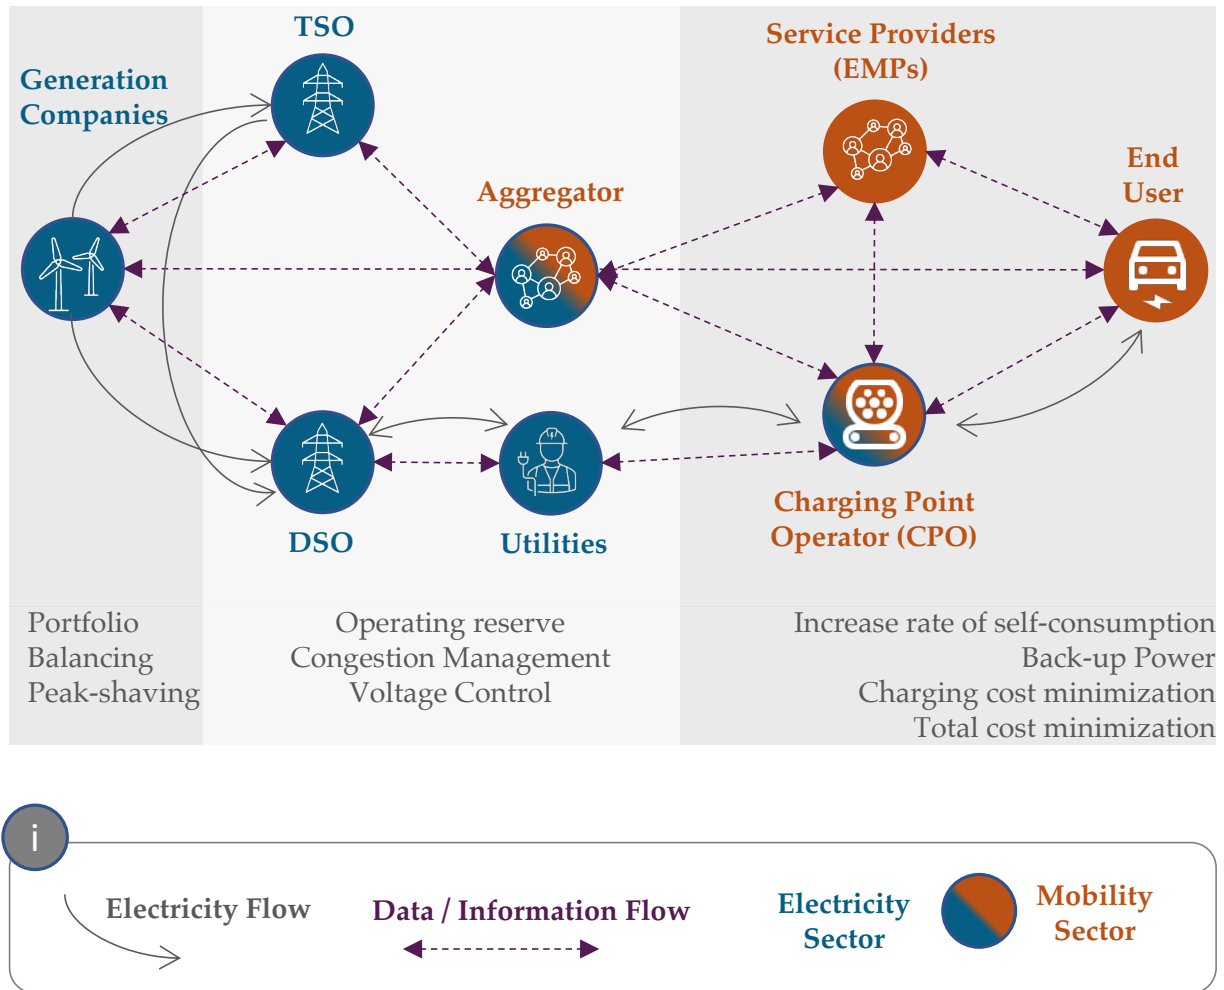 TSO
Service Providers
(EMPs)
Generation
Companies
End
User
Aggregator
DSO
Utilities
Charging Point
Operator (CPO)
Portfolio
Balancing
Peak-shaving
Operating reserve
Congestion Management
Voltage Control
Increase rate of self-consumption
Back-up Power
Charging cost minimization
Total cost minimization
i
Electricity Flow
Data / Information Flow
Electricity
Sector
Mobility
Sector